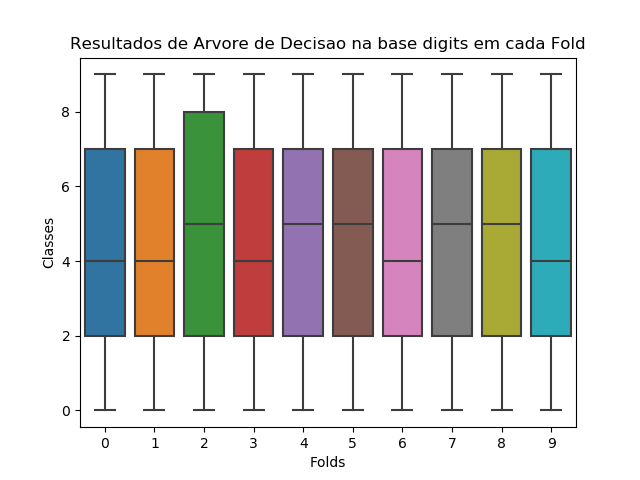 Resultados de Arvore de Decisao na base digits em cada Fold
8
6
4
2
0
Classes
0 1 2 3 4 5 6 7 8 9
Folds